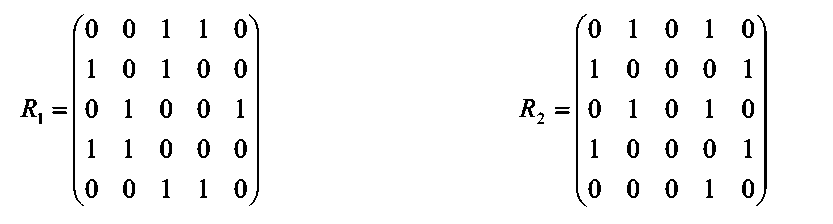 0 0 1 1 0 0 1 0 1 0
1 0 1 0 0 1 0 0 0 1
R₁ = 0 1 0 0 1 R₂ = 0 1 0 1 0
1 1 0 0 0 1 0 0 0 1
0 0 1 1 0 0 0 0 1 0